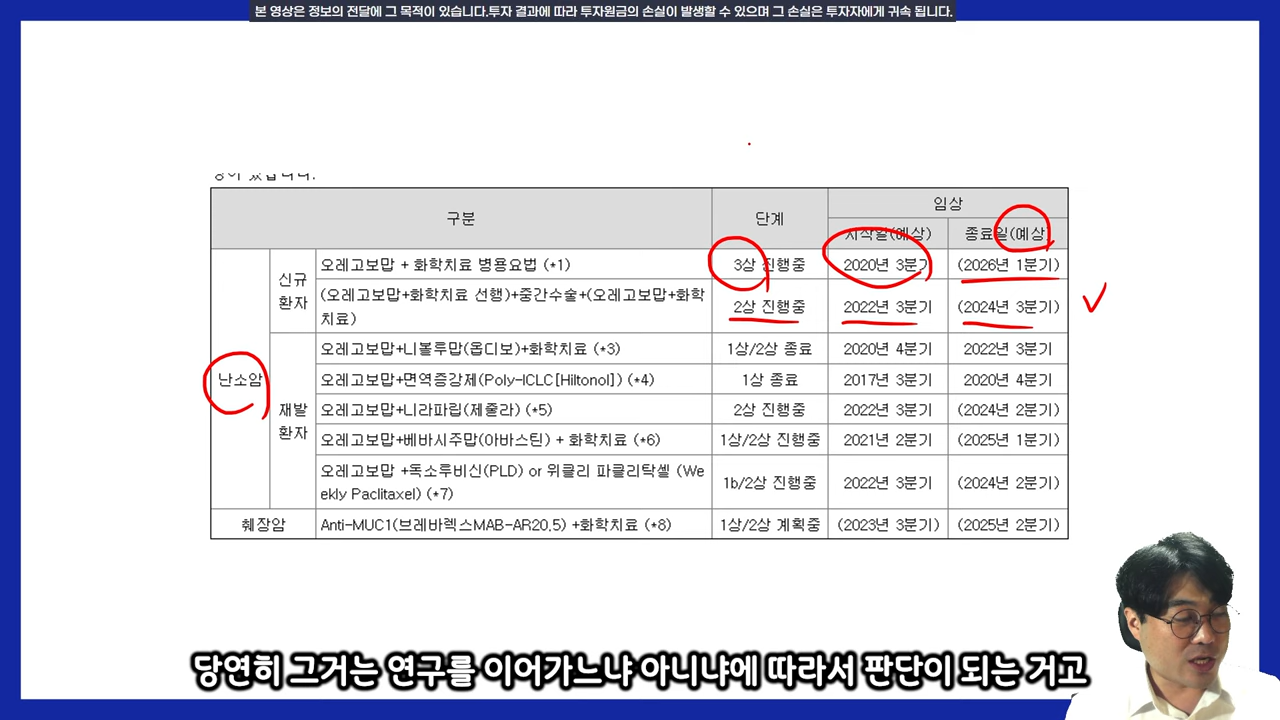 본 영상은 정보의 전달에 그 목적이 있습니다.투자 결과에 따라 투자원금의 손실이 발생할 수 있으며 그 손실은 투자자에게 귀속 됩니다.
구분
단계
임상
시작일(예상)
종료일(예상)
난소암
신규
환자
오레고보맙 + 화학치료 병용요법 (*1)
3상 진행중
2020년 3분기
(2026년 1분기)
(오레고보맙+화학치료 선행)+중간수술+(오레고보맙+화학
치료)
2상 진행중
2022년 3분기
(2024년 3분기)
재발
환자
오레고보맙+니볼루맙(옵디보)+화학치료 (*3)
1상/2상 종료
2020년 4분기
2022년 3분기
오레고보맙+면역증강제(Poly-ICLC[Hiltonol]) (*4)
1상 종료
2017년 3분기
2020년 4분기
오레고보맙+니라파립(제줄라) (*5)
2상 진행중
2022년 3분기
(2024년 2분기)
오레고보맙+베바시주맙(아바스틴) + 화학치료 (*6)
1상/2상 진행중
2021년 2분기
(2025년 1분기)
오레고보맙 +독소루비신(PLD) or 위클리 파클리탁셀 (We
ekly Paclitaxel) (*7)
1b/2상 진행중
2022년 3분기
(2024년 2분기)
췌장암
Anti-MUC1(브레바렉스MAB-AR20.5) +화학치료 (*8)
1상/2상 계획중
(2023년 3분기)
(2025년 2분기)
당연히 그거는 연구를 이어가느냐 아니냐에 따라서 판단이 되는 거고